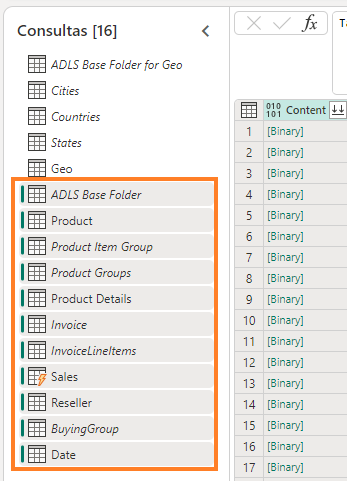 Consultas [16]
ADLS Base Folder for Geo
Cities
Countries
States
Geo
ADLS Base Folder
Product
Product Item Group
Product Groups
Product Details
Invoice
InvoiceLineItems
Sales
Reseller
BuyingGroup
Date
fx
Ta
010 101 Content
1 [Binary]
2 [Binary]
3 [Binary]
4 [Binary]
5 [Binary]
6 [Binary]
7 [Binary]
8 [Binary]
9 [Binary]
10 [Binary]
11 [Binary]
12 [Binary]
13 [Binary]
14 [Binary]
15 [Binary]
16 [Binary]
17 [Binary]